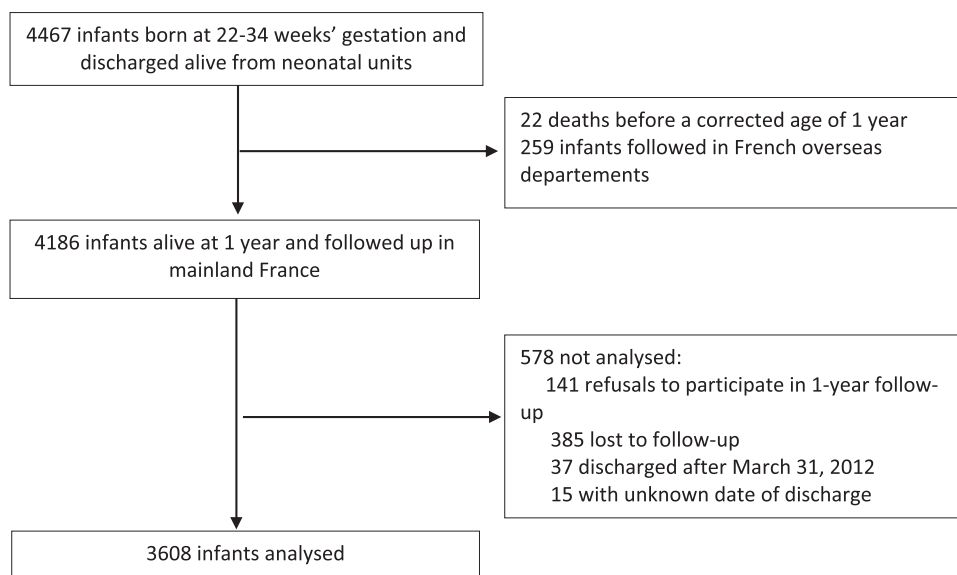 4467 infants born at 22-34 weeks’ gestation and
discharged alive from neonatal units
22 deaths before a corrected age of 1 year
259 infants followed in French overseas
departements
4186 infants alive at 1 year and followed up in
mainland France
578 not analysed:
141 refusals to participate in 1-year follow-
up
385 lost to follow-up
37 discharged after March 31, 2012
15 with unknown date of discharge
3608 infants analysed